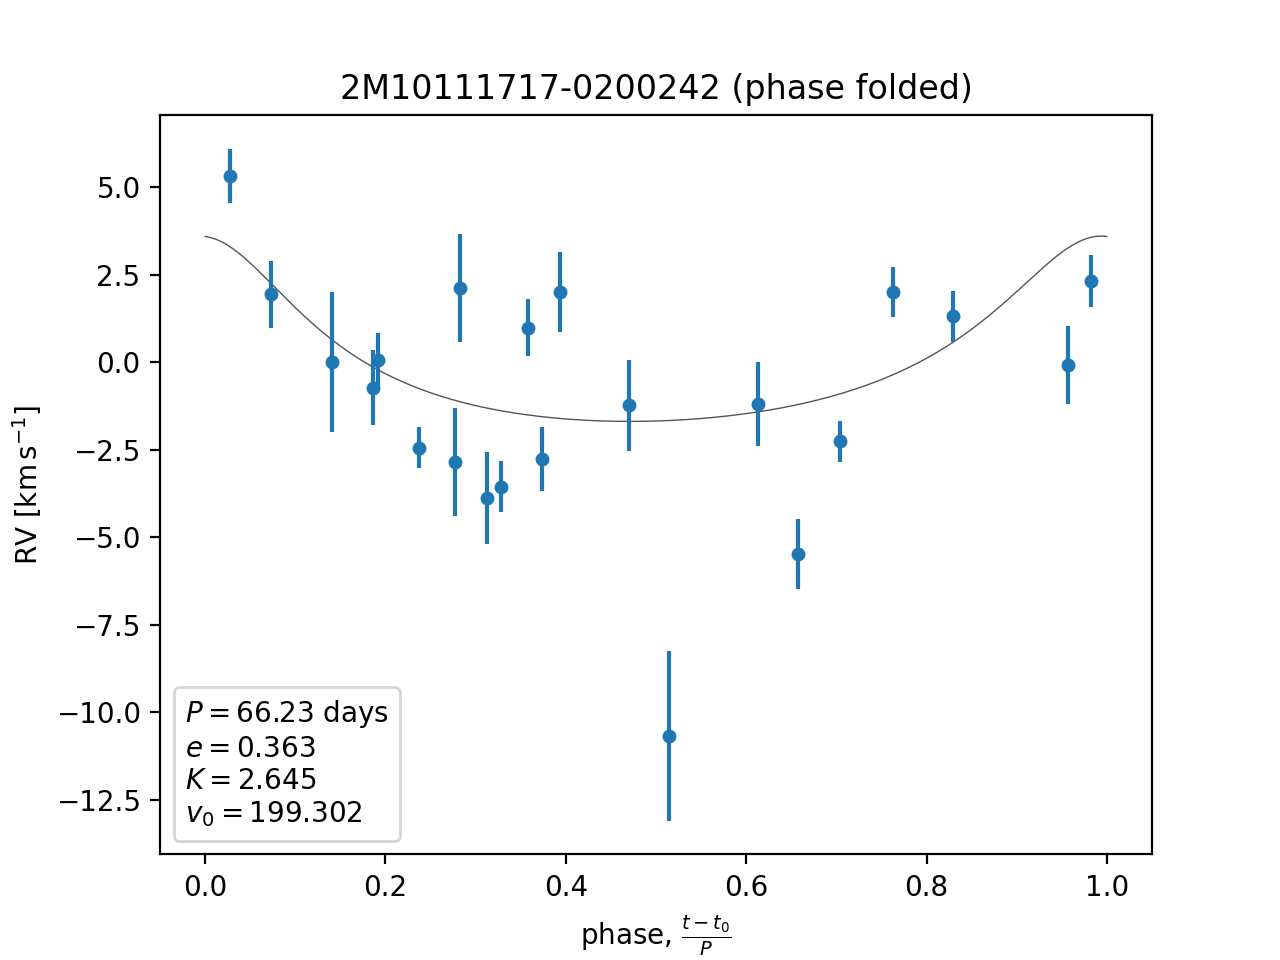 2M10111717-0200242 (phase folded)
RV [km s⁻¹]
5.0
2.5
0.0
−2.5
−5.0
−7.5
−10.0
−12.5
P = 66.23 days
e = 0.363
K = 2.645
v₀ = 199.302
0.0 0.2 0.4 0.6 0.8 1.0
phase, (t − t₀)/P